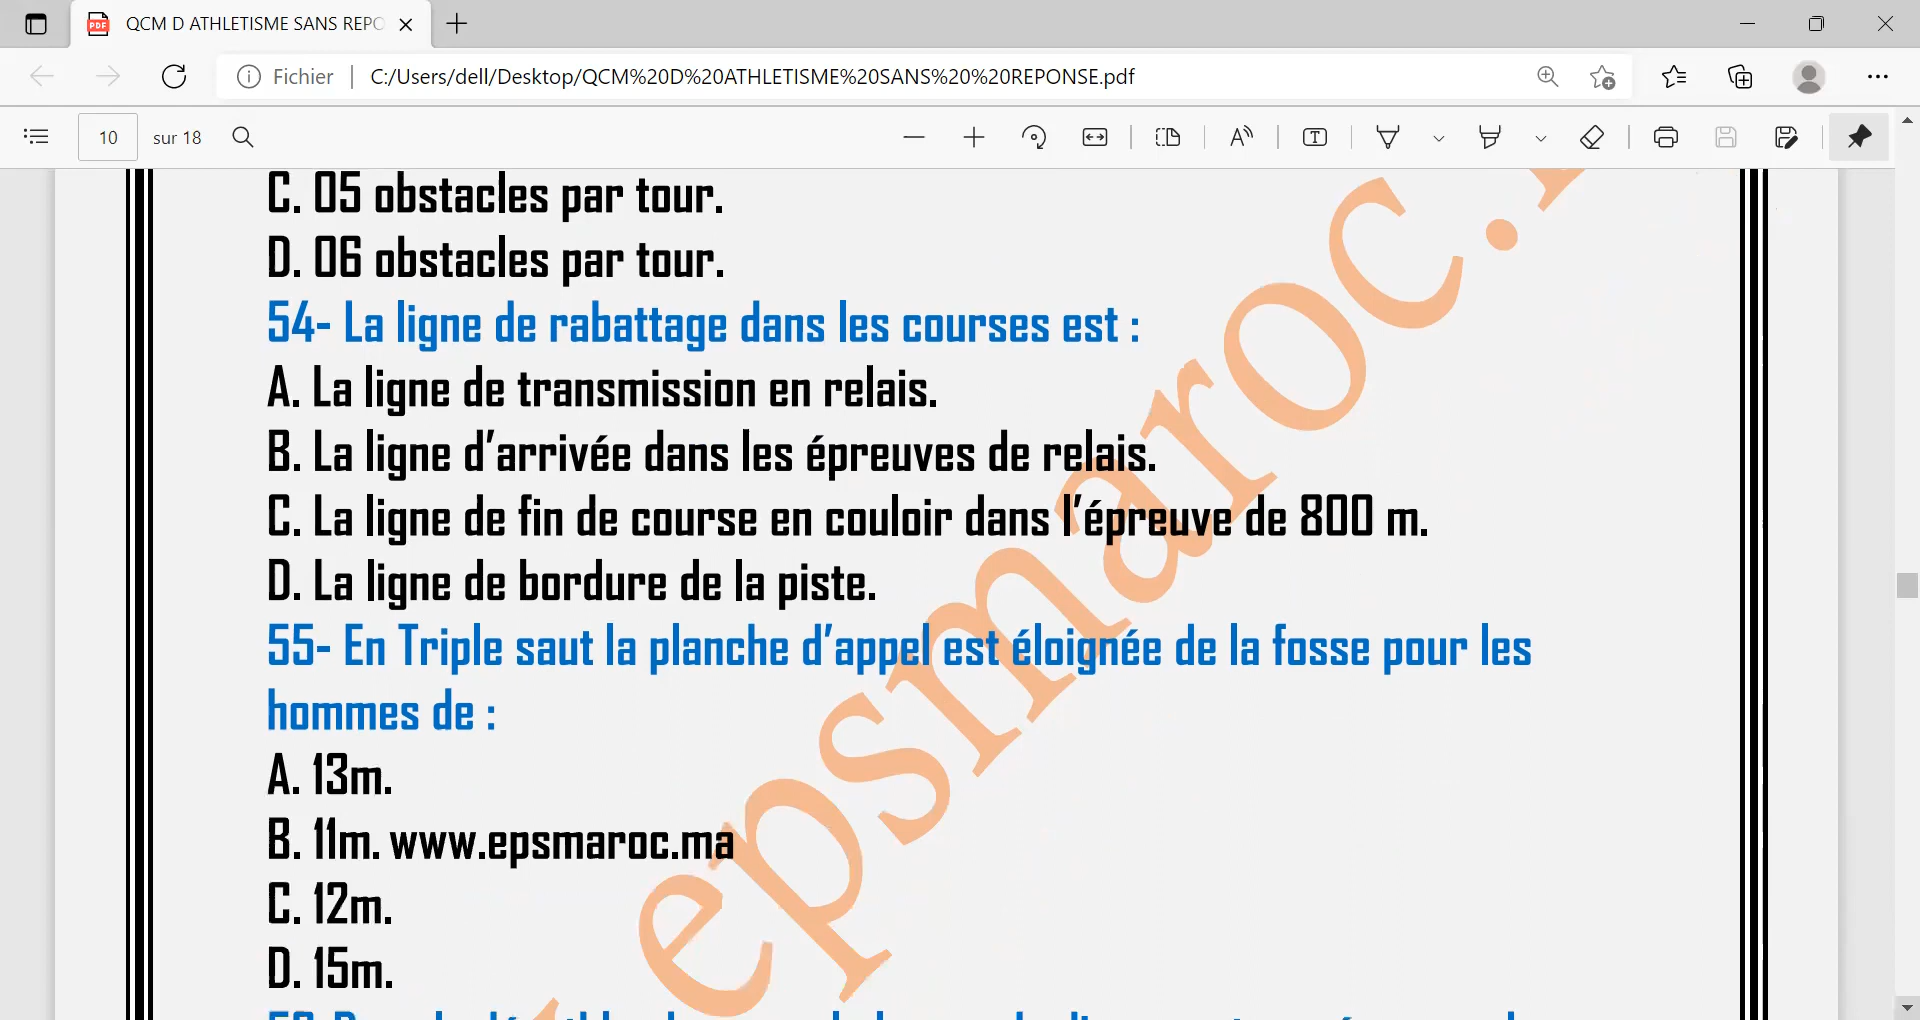 QCM D ATHLETISME SANS REPO
Fichier
C:/Users/dell/Desktop/QCM%20D%20ATHLETISME%20SANS%20%20REPONSE.pdf
10 sur 18
C. 05 obstacles par tour.
D. 06 obstacles par tour.
54- La ligne de rabattage dans les courses est :
A. La ligne de transmission en relais.
B. La ligne d'arrivée dans les épreuves de relais.
C. La ligne de fin de course en couloir dans l'épreuve de 800 m.
D. La ligne de bordure de la piste.
55- En Triple saut la planche d'appel est éloignée de la fosse pour les
hommes de :
A. 13m.
B. 11m. www.epsmaroc.ma
C. 12m.
D. 15m.
epsmaroc.